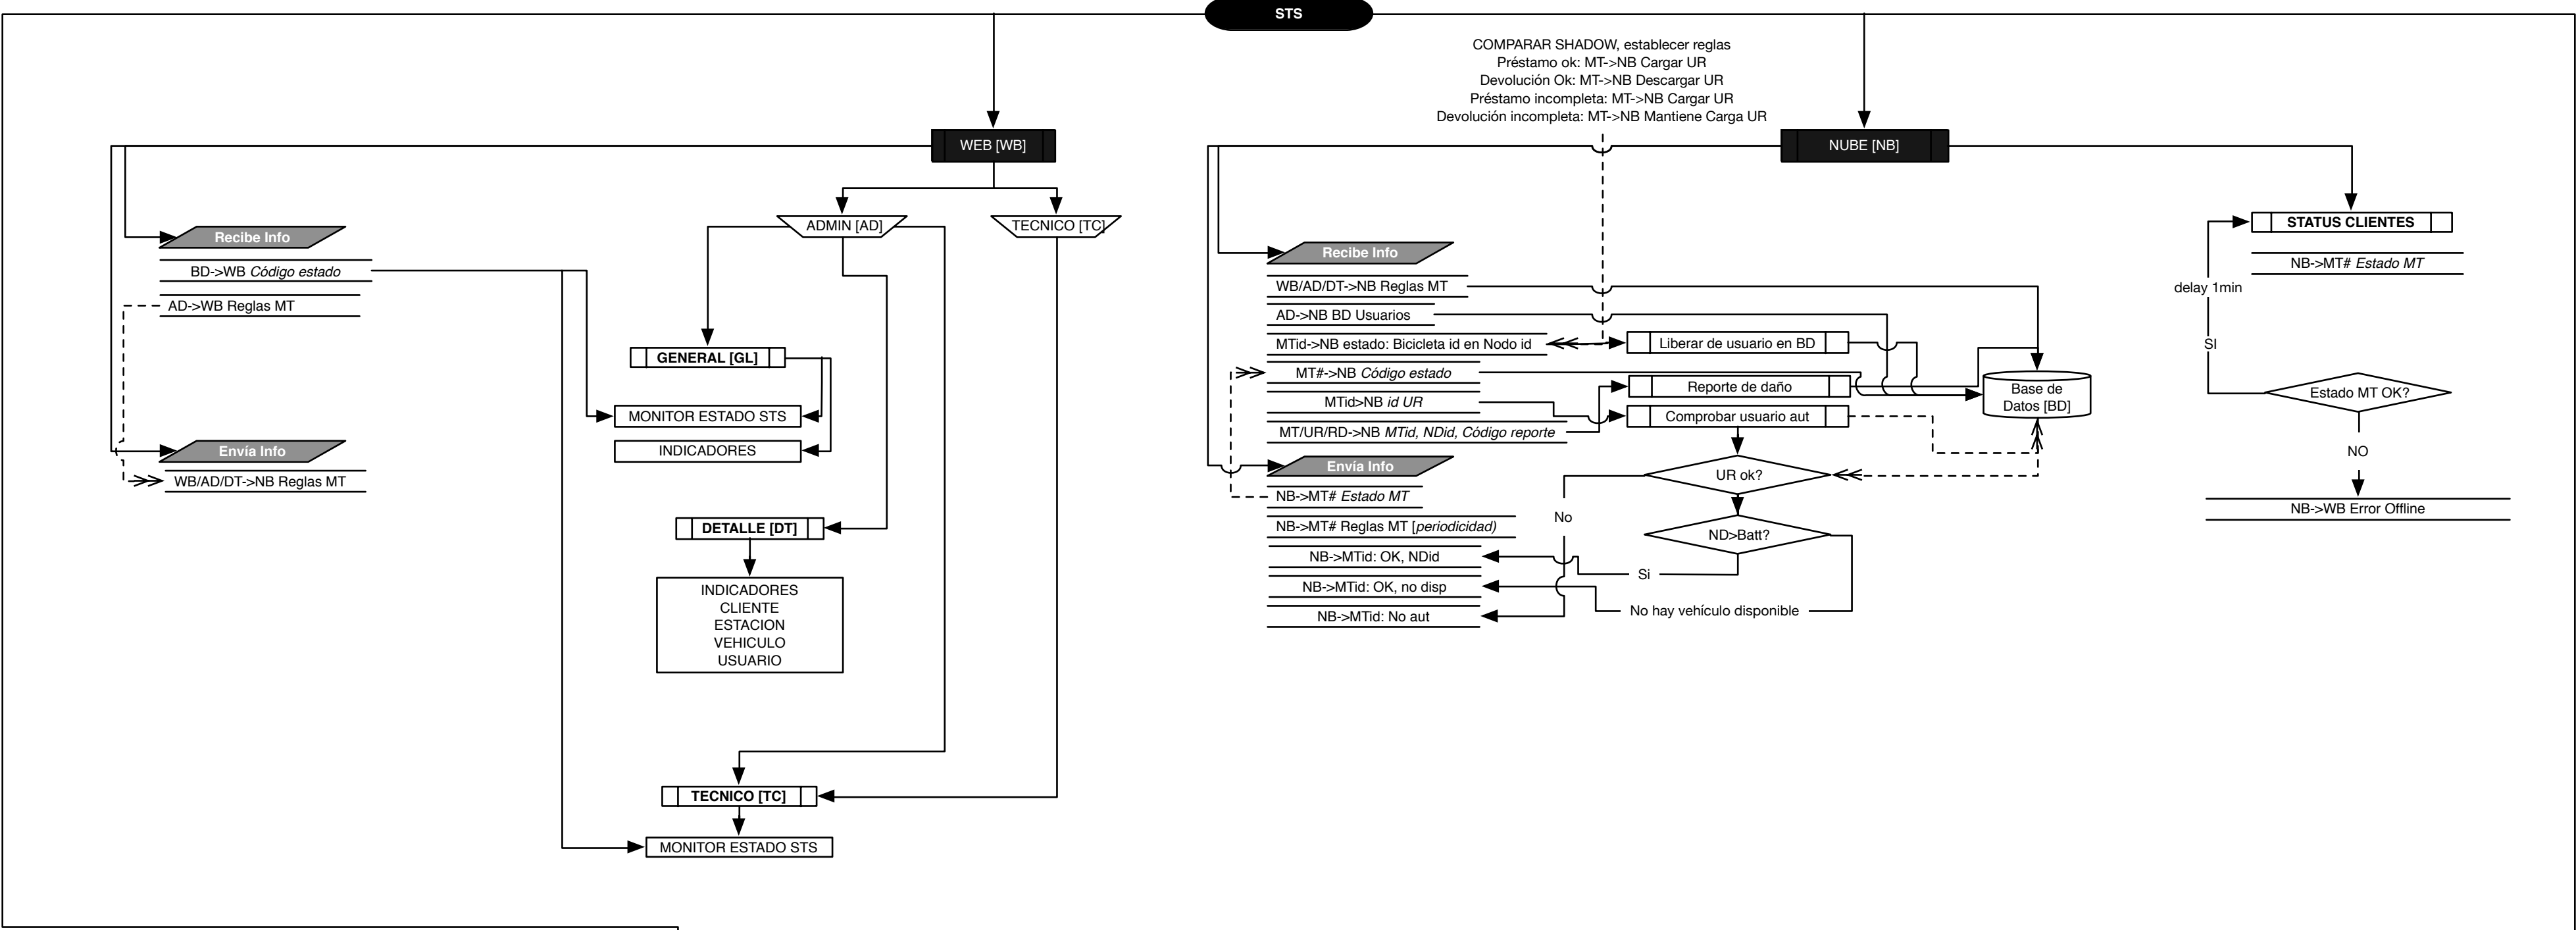 STS
COMPARAR SHADOW, establecer reglas
Préstamo ok: MT->NB Cargar UR
Devolución Ok: MT->NB Descargar UR
Préstamo incompleta: MT->NB Cargar UR
Devolución incompleta: MT->NB Mantiene Carga UR
WEB [WB]
ADMIN [AD]
TECNICO [TC]
Recibe Info
BD->WB Código estado
AD->WB Reglas MT
Envía Info
WB/AD/DT->NB Reglas MT
GENERAL [GL]
MONITOR ESTADO STS
INDICADORES
DETALLE [DT]
INDICADORES
CLIENTE
ESTACION
VEHICULO
USUARIO
TECNICO [TC]
MONITOR ESTADO STS
NUBE [NB]
Recibe Info
WB/AD/DT->NB Reglas MT
AD->NB BD Usuarios
MTid->NB estado: Bicicleta id en Nodo id
MT#->NB Código estado
MTid>NB id UR
MT/UR/RD->NB MTid, NDid, Código reporte
Envía Info
NB->MT# Estado MT
NB->MT# Reglas MT [periodicidad)
NB->MTid: OK, NDid
NB->MTid: OK, no disp
NB->MTid: No aut
Liberar de usuario en BD
Reporte de daño
Comprobar usuario aut
UR ok?
No
ND>Batt?
Si
No hay vehículo disponible
Base de
Datos [BD]
STATUS CLIENTES
NB->MT# Estado MT
delay 1min
SI
Estado MT OK?
NO
NB->WB Error Offline